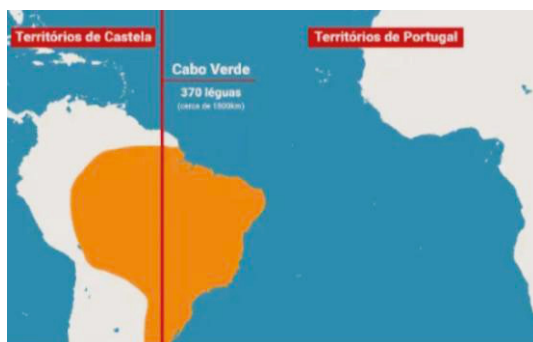 Territórios de Castela
Territórios de Portugal
Cabo Verde
370 léguas
(cerca de 1800km)